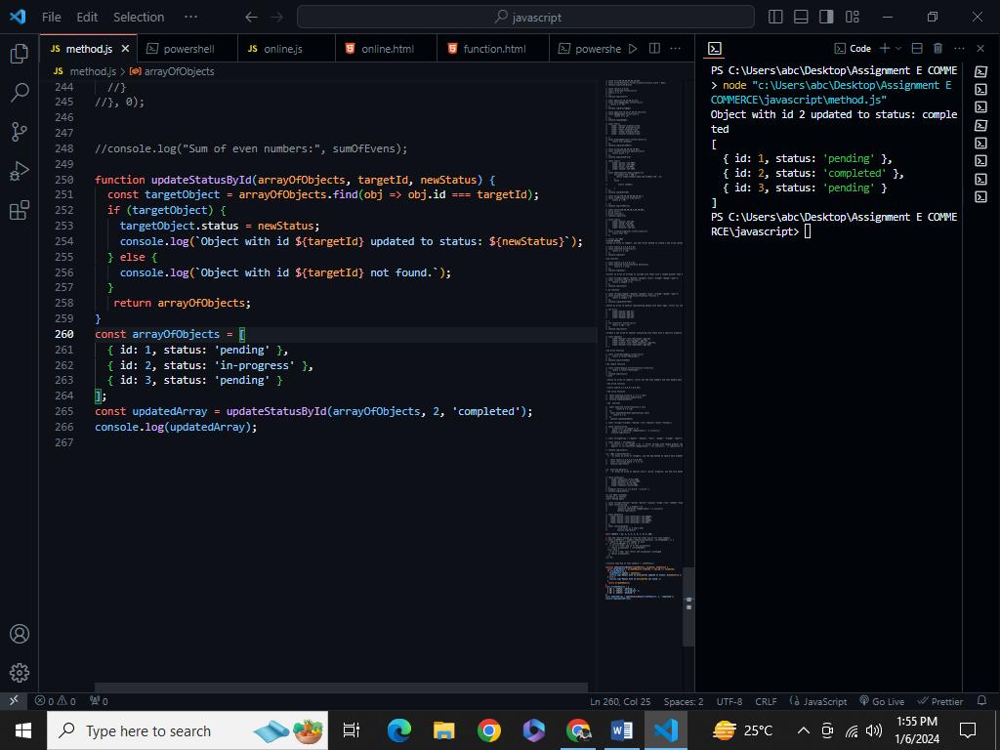 File Edit Selection ···
javascript
JS method.js
powershell
JS online.js
online.html
function.html
powershe
JS method.js > arrayOfObjects
244 //}
245 //}, 0);
246
247
248 //console.log("Sum of even numbers:", sumOfEvens);
249
250 function updateStatusById(arrayOfObjects, targetId, newStatus) {
251 const targetObject = arrayOfObjects.find(obj => obj.id === targetId);
252 if (targetObject) {
253 targetObject.status = newStatus;
254 console.log(`Object with id ${targetId} updated to status: ${newStatus}`);
255 } else {
256 console.log(`Object with id ${targetId} not found.`);
257 }
258 return arrayOfObjects;
259 }
260 const arrayOfObjects = [
261 { id: 1, status: 'pending' },
262 { id: 2, status: 'in-progress' },
263 { id: 3, status: 'pending' }
264 ];
265 const updatedArray = updateStatusById(arrayOfObjects, 2, 'completed');
266 console.log(updatedArray);
267
Code
PS C:\Users\abc\Desktop\Assignment E COMME
> node "c:\Users\abc\Desktop\Assignment E
COMMERCE\javascript\method.js"
Object with id 2 updated to status: comple
ted
[
{ id: 1, status: 'pending' },
{ id: 2, status: 'completed' },
{ id: 3, status: 'pending' }
]
PS C:\Users\abc\Desktop\Assignment E COMME
RCE\javascript>
0 0 0
Ln 260, Col 25 Spaces: 2 UTF-8 CRLF {} JavaScript Go Live Prettier
Type here to search
25°C
1:55 PM
1/6/2024